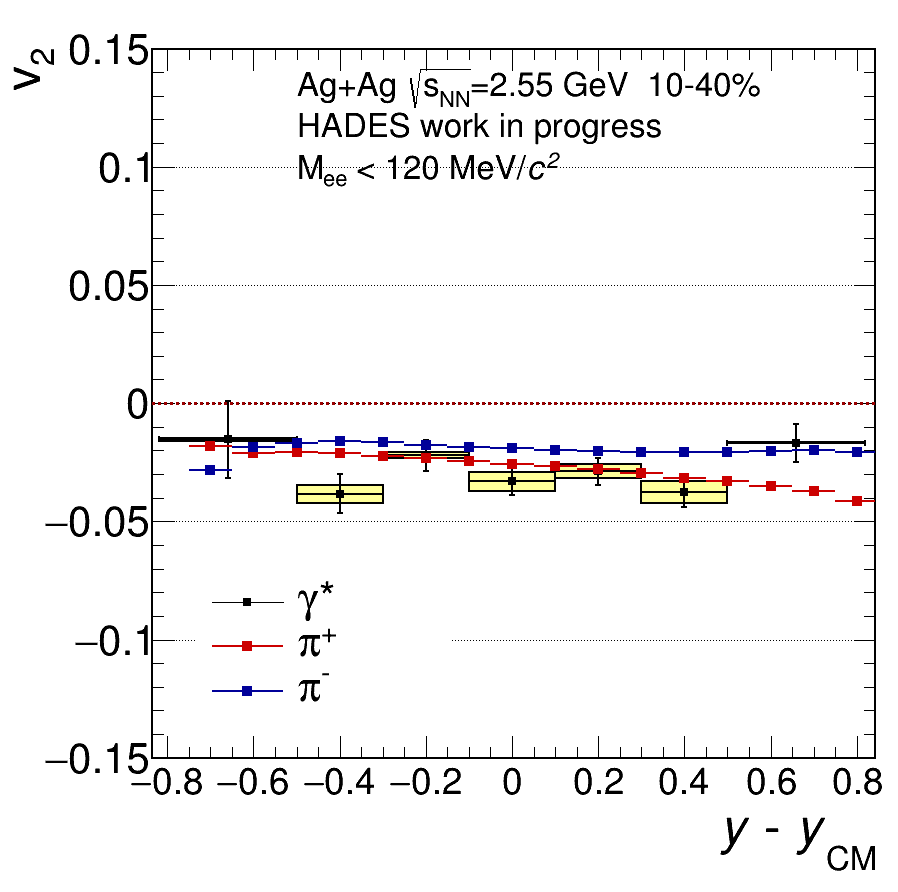 v₂
0.15
0.1
0.05
0
−0.05
−0.1
−0.15
Ag+Ag √sNN=2.55 GeV 10-40%
HADES work in progress
Mee < 120 MeV/c²
γ*
π⁺
π⁻
−0.8 −0.6 −0.4 −0.2 0 0.2 0.4 0.6 0.8
y - yCM